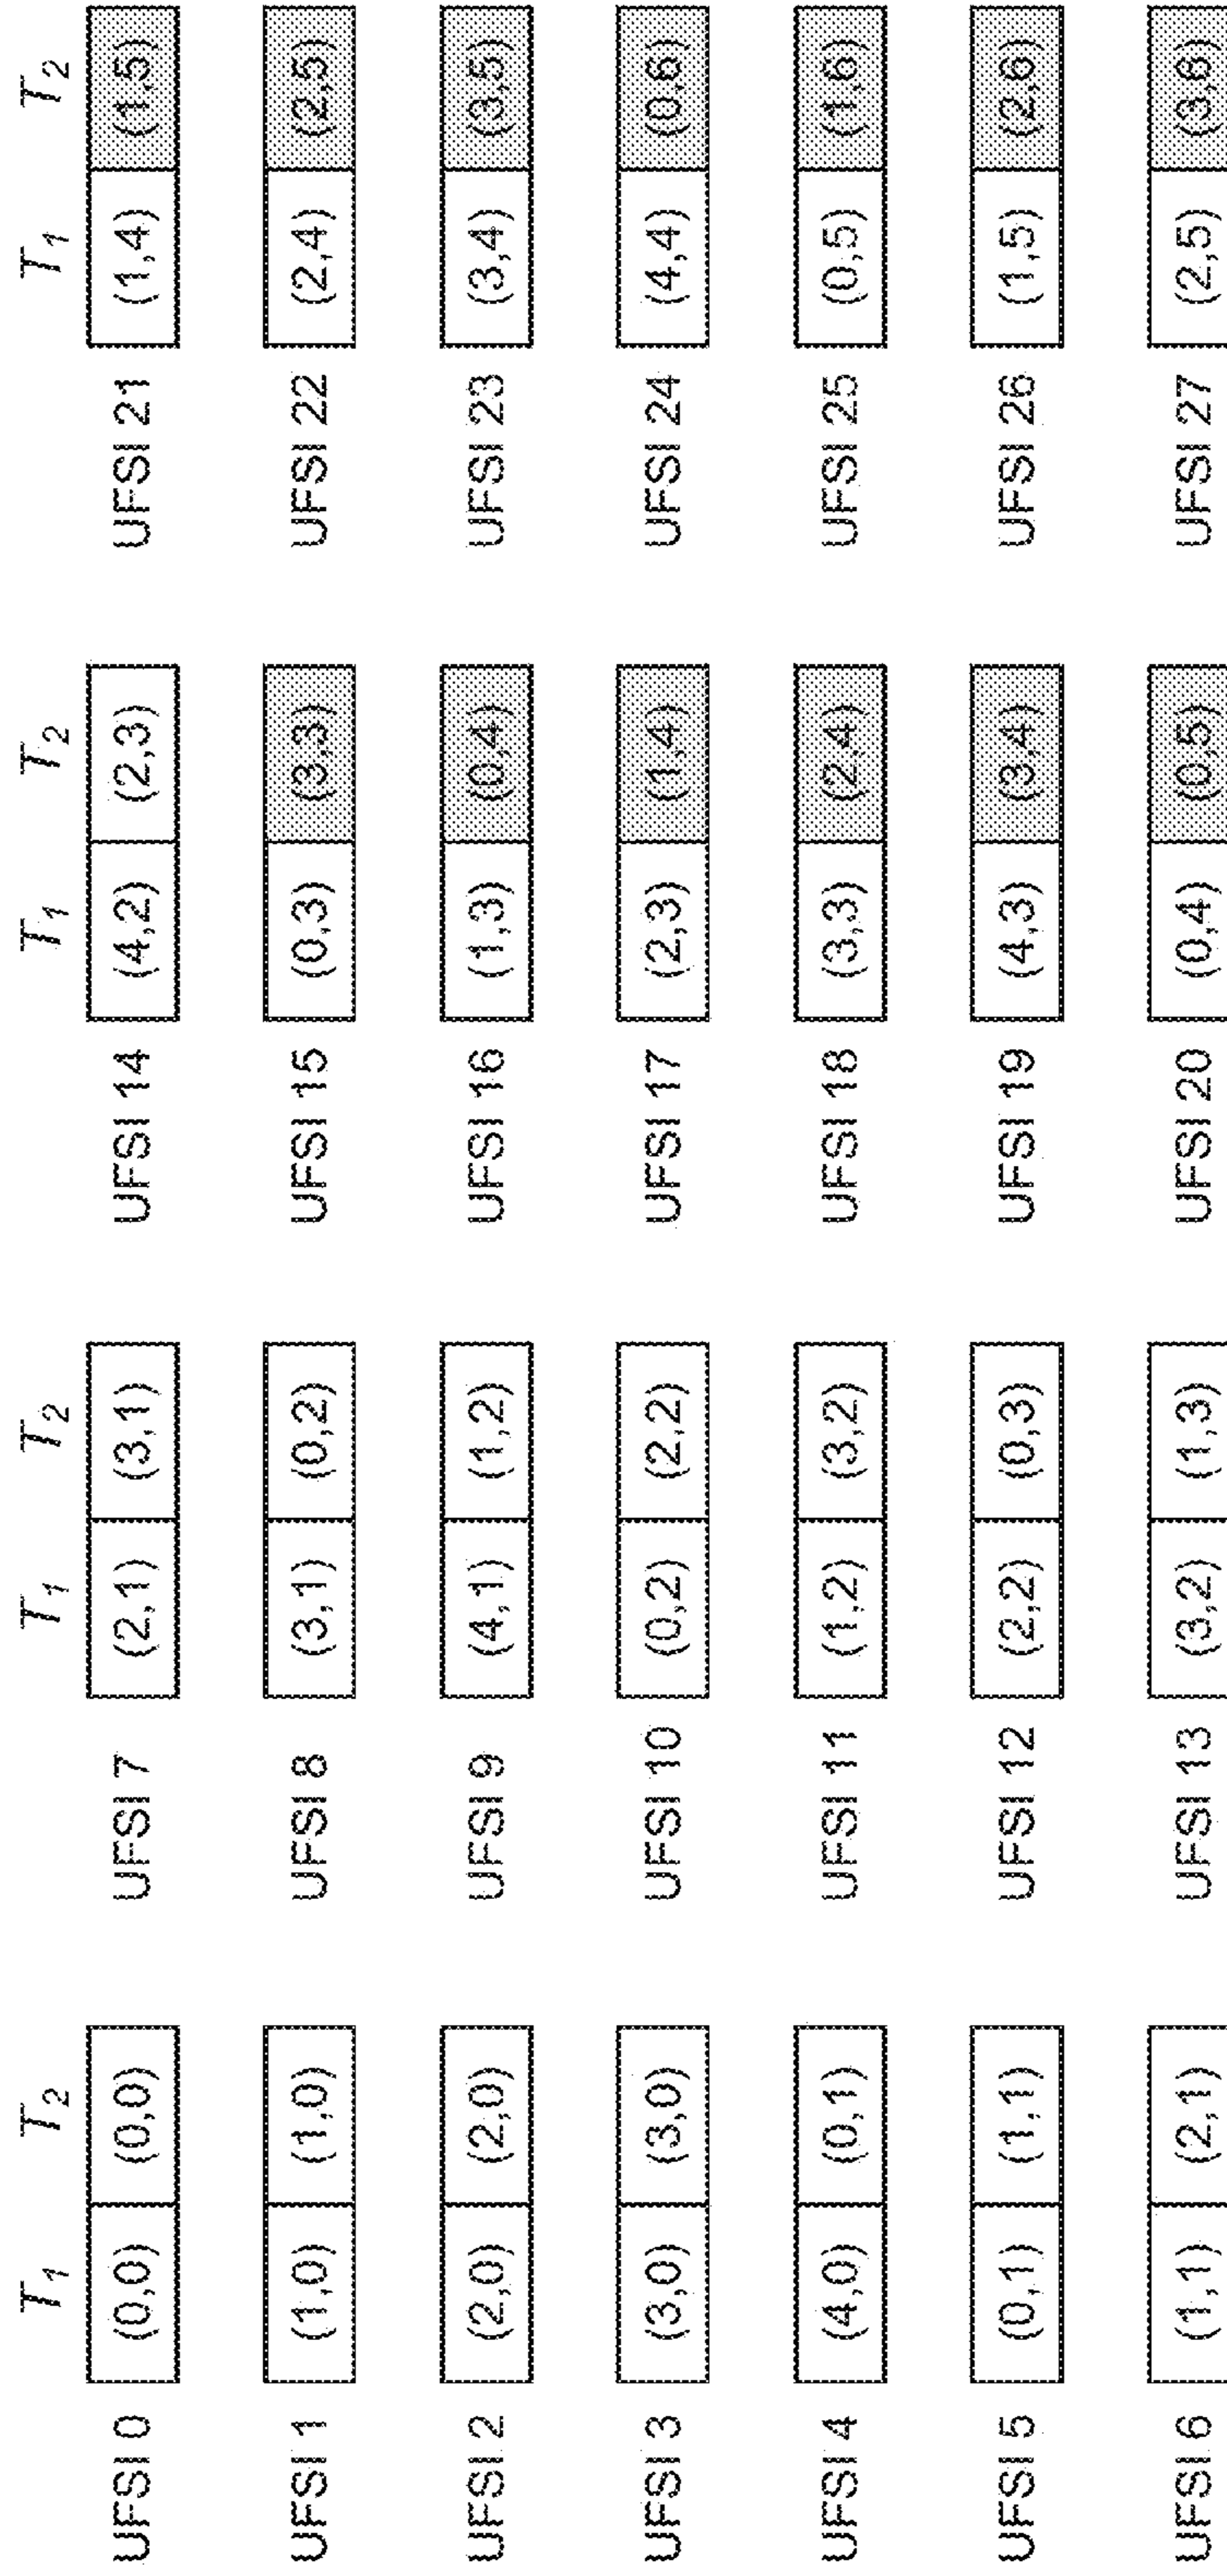 T1 T2 T1 T2 T1 T2 T1 T2
UFSI 0 (0,0) (0,0) UFSI 7 (2,1) (3,1) UFSI 14 (4,2) (2,3) UFSI 21 (1,4) (1,5)
UFSI 1 (1,0) (1,0) UFSI 8 (3,1) (0,2) UFSI 15 (0,3) (3,3) UFSI 22 (2,4) (2,5)
UFSI 2 (2,0) (2,0) UFSI 9 (4,1) (1,2) UFSI 16 (1,3) (0,4) UFSI 23 (3,4) (3,5)
UFSI 3 (3,0) (3,0) UFSI 10 (0,2) (2,2) UFSI 17 (2,3) (1,4) UFSI 24 (4,4) (0,6)
UFSI 4 (4,0) (0,1) UFSI 11 (1,2) (3,2) UFSI 18 (3,3) (2,4) UFSI 25 (0,5) (1,6)
UFSI 5 (0,1) (1,1) UFSI 12 (2,2) (0,3) UFSI 19 (4,3) (3,4) UFSI 26 (1,5) (2,6)
UFSI 6 (1,1) (2,1) UFSI 13 (3,2) (1,3) UFSI 20 (0,4) (0,5) UFSI 27 (2,5) (3,6)